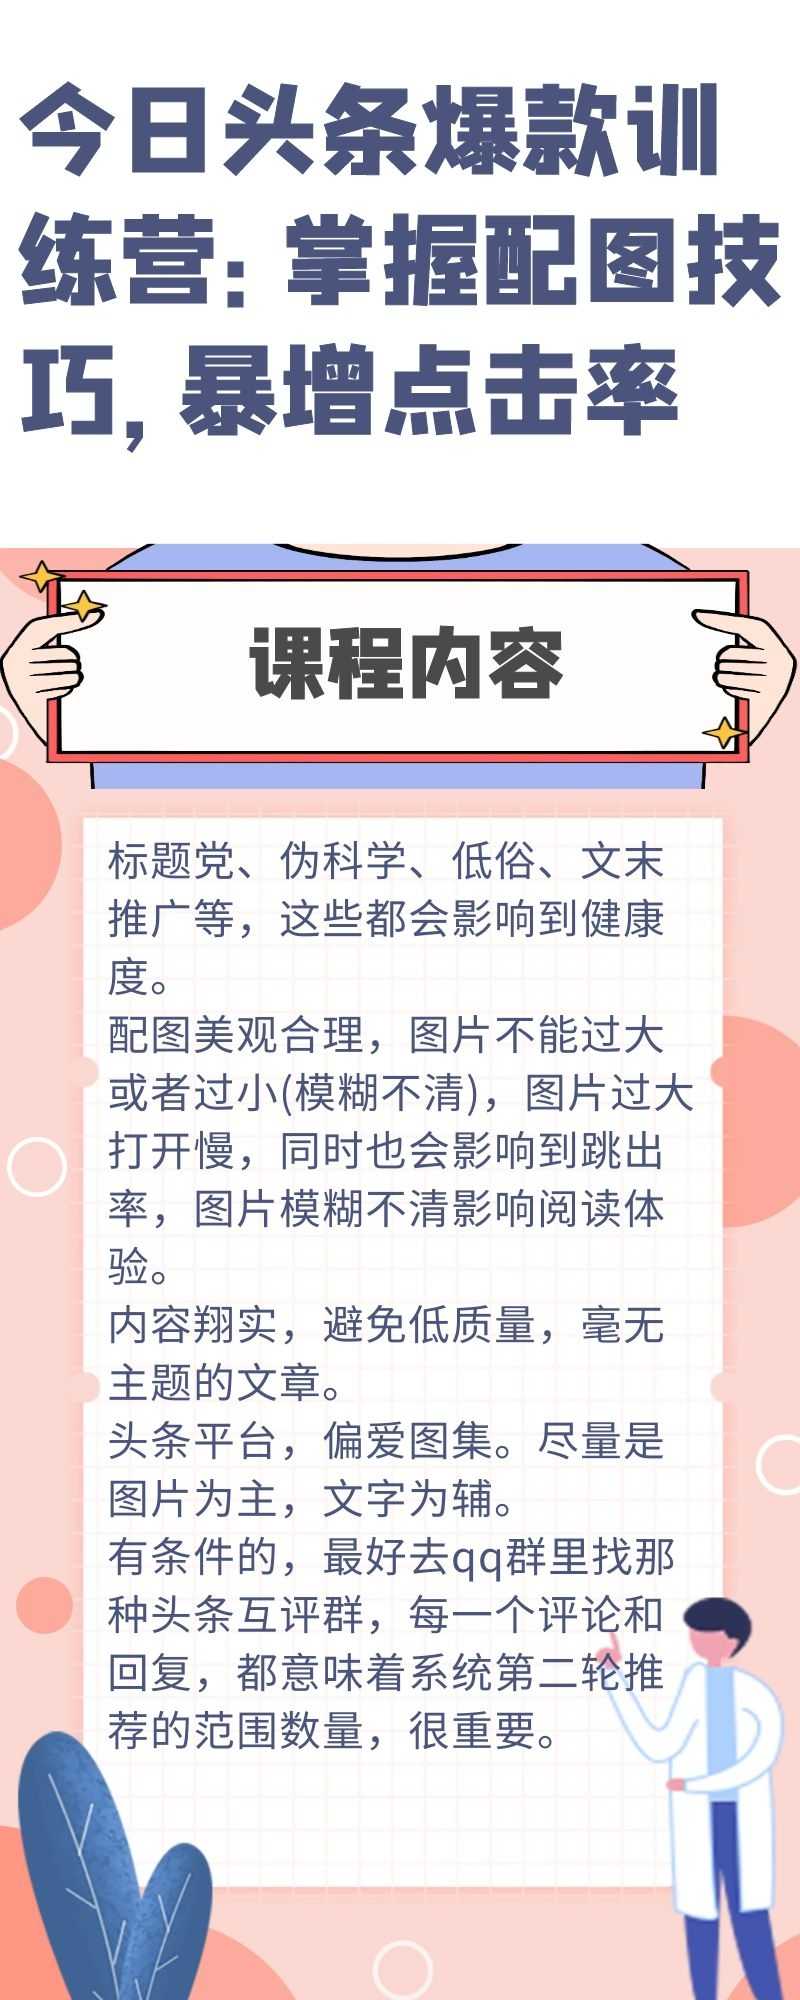 今日头条爆款训
练营：掌握配图技
巧，暴增点击率
课程内容
标题党、伪科学、低俗、文末
推广等，这些都会影响到健康
度。
配图美观合理，图片不能过大
或者过小(模糊不清)，图片过大
打开慢，同时也会影响到跳出
率，图片模糊不清影响阅读体
验。
内容翔实，避免低质量，毫无
主题的文章。
头条平台，偏爱图集。尽量是
图片为主，文字为辅。
有条件的，最好去qq群里找那
种头条互评群，每一个评论和
回复，都意味着系统第二轮推
荐的范围数量，很重要。